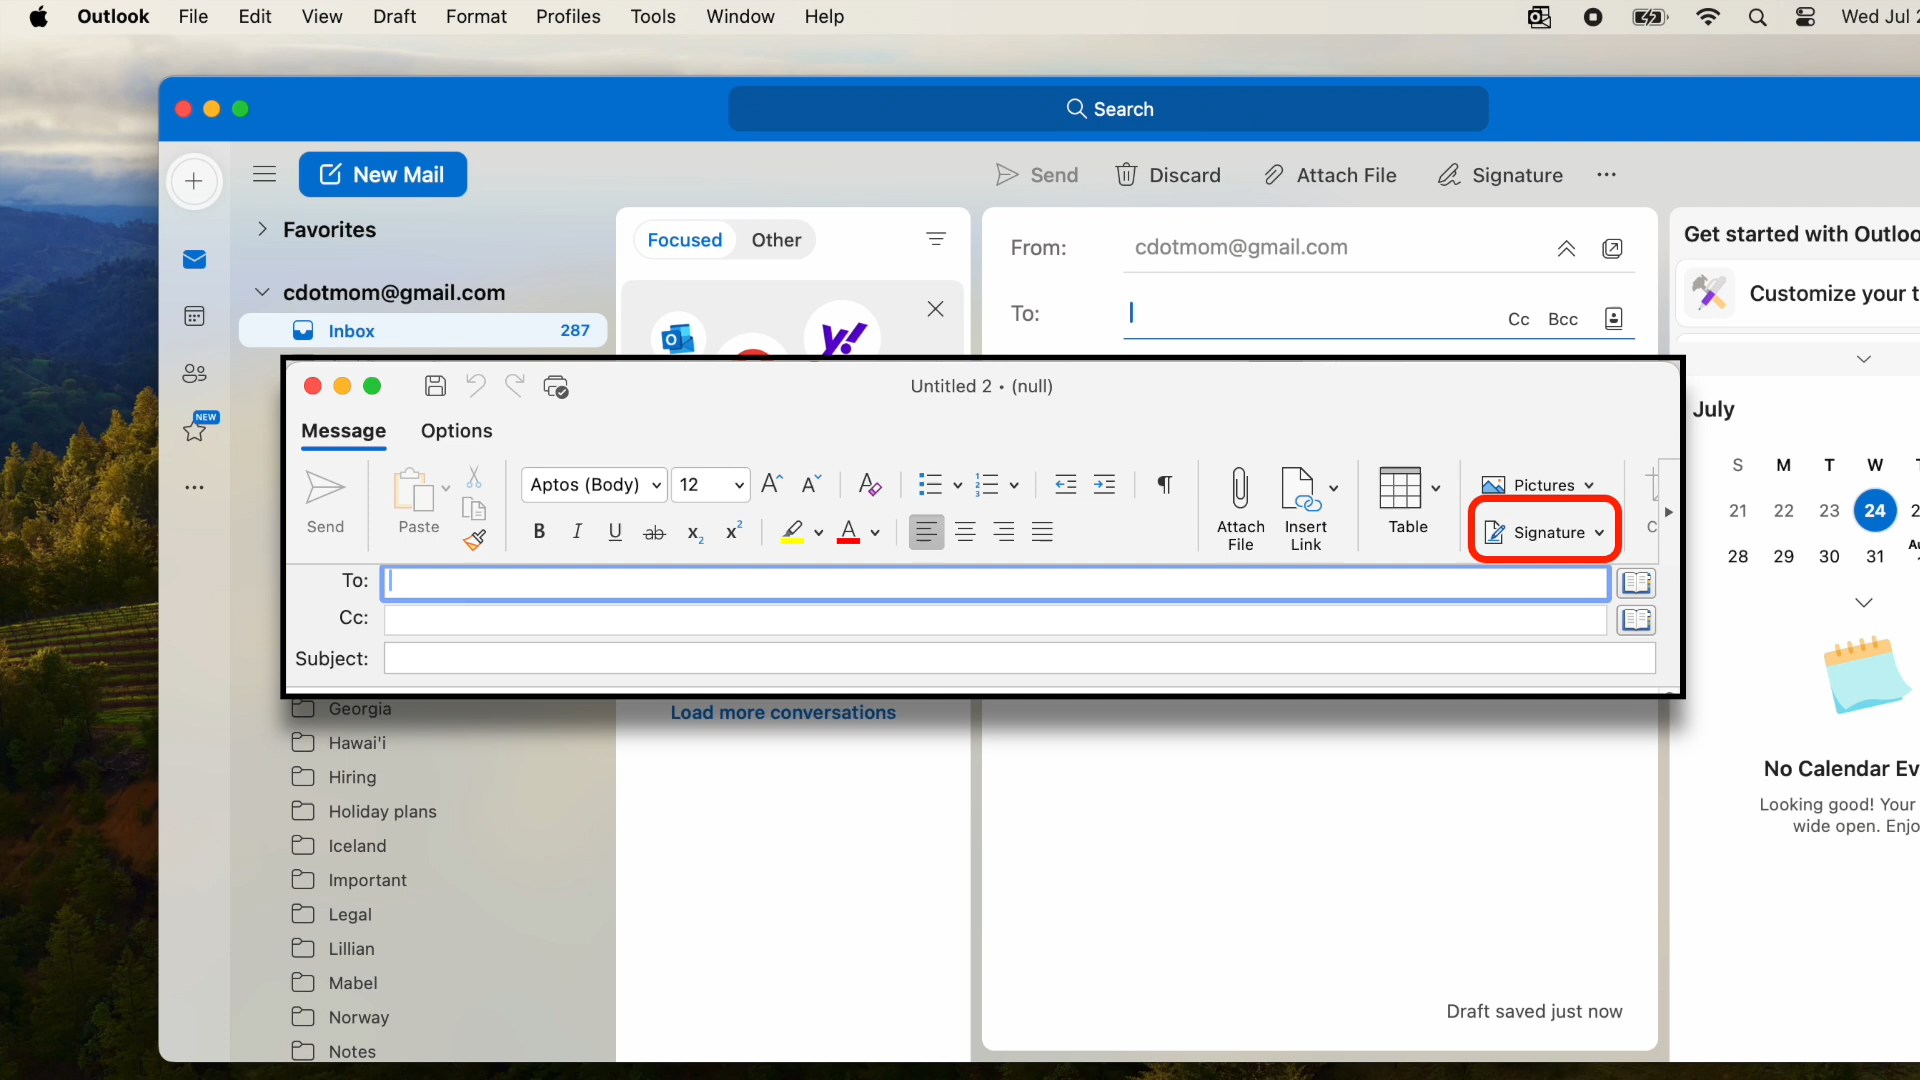 Outlook File Edit View Draft Format Profiles Tools Window Help Wed Jul
Search
New Mail Send Discard Attach File Signature
Favorites
Focused Other
From: cdotmom@gmail.com
Get started with Outloo
cdotmom@gmail.com
Customize your t
To: Cc Bcc
Inbox 287
NEW
Untitled 2 • (null)
Message Options
July
Send
Paste
Aptos (Body) 12
Attach File
Insert Link
Table
Pictures
Signature
S M T W T
21 22 23 24 2
28 29 30 31 Au
To:
Cc:
Subject:
Georgia
Load more conversations
Hawai'i
Hiring
Holiday plans
Iceland
Important
Legal
Lillian
Mabel
Norway
Notes
No Calendar Ev
Looking good! Your
wide open. Enjo
Draft saved just now